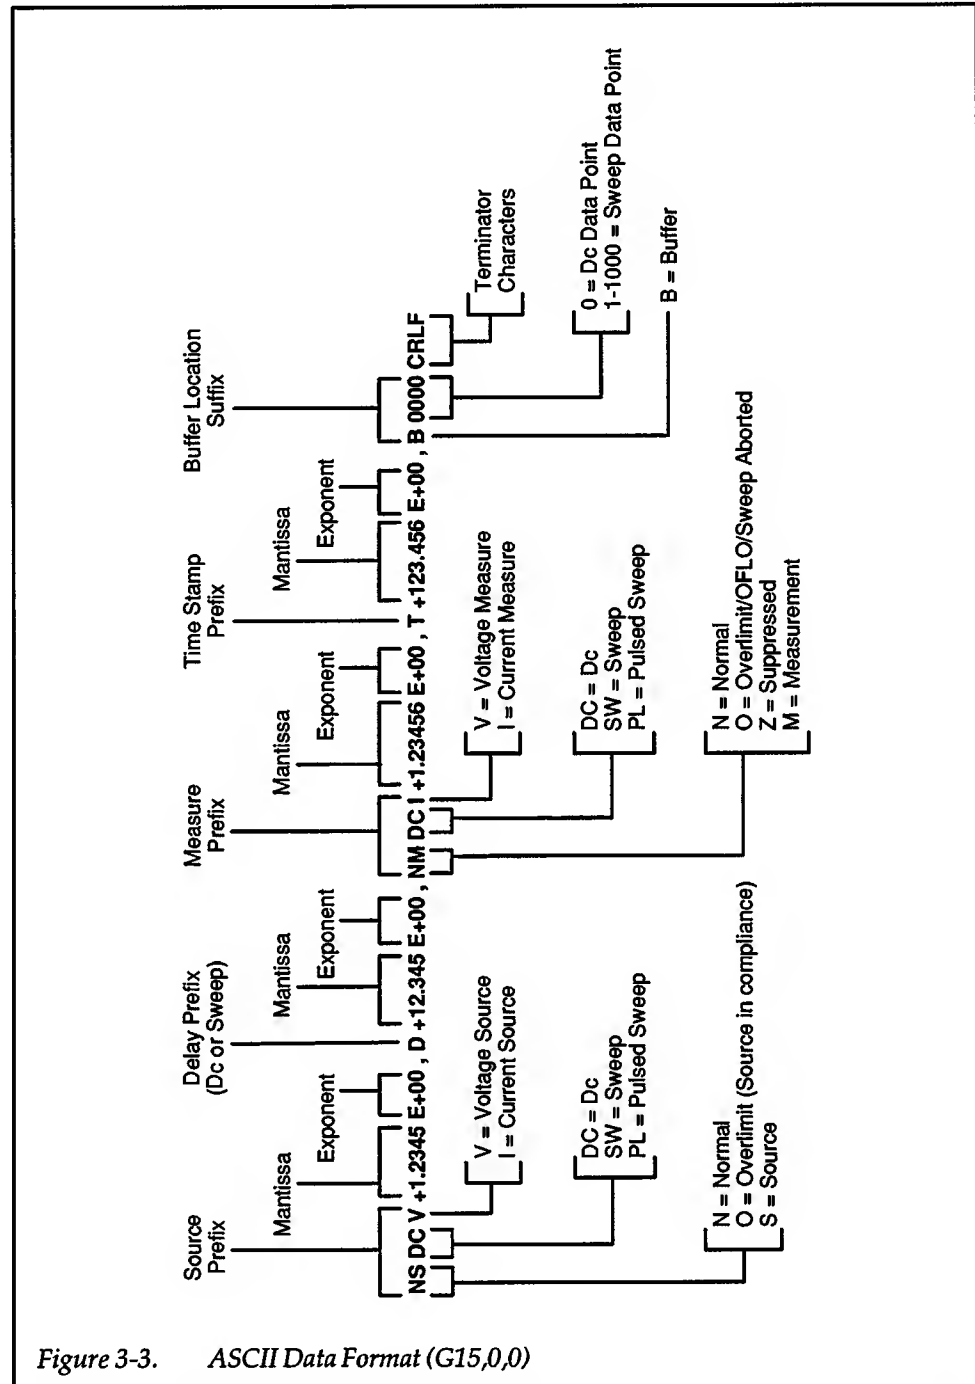 Source
Prefix
Mantissa
Exponent
Delay Prefix
(Dc or Sweep)
Mantissa
Exponent
Measure
Prefix
Mantissa
Exponent
Time Stamp
Prefix
Mantissa
Exponent
Buffer Location
Suffix
NS DC V +1.2345 E+00 , D +12.345 E+00 , NM DC I +1.23456 E+00 , T +123.456 E+00 , B 0000 CRLF
V = Voltage Source
I = Current Source
DC = Dc
SW = Sweep
PL = Pulsed Sweep
N = Normal
O = Overlimit (Source in compliance)
S = Source
V = Voltage Measure
I = Current Measure
DC = Dc
SW = Sweep
PL = Pulsed Sweep
N = Normal
O = Overlimit/OFLO/Sweep Aborted
Z = Suppressed
M = Measurement
Terminator
Characters
0 = Dc Data Point
1-1000 = Sweep Data Point
B = Buffer
Figure 3-3. ASCII Data Format (G15,0,0)